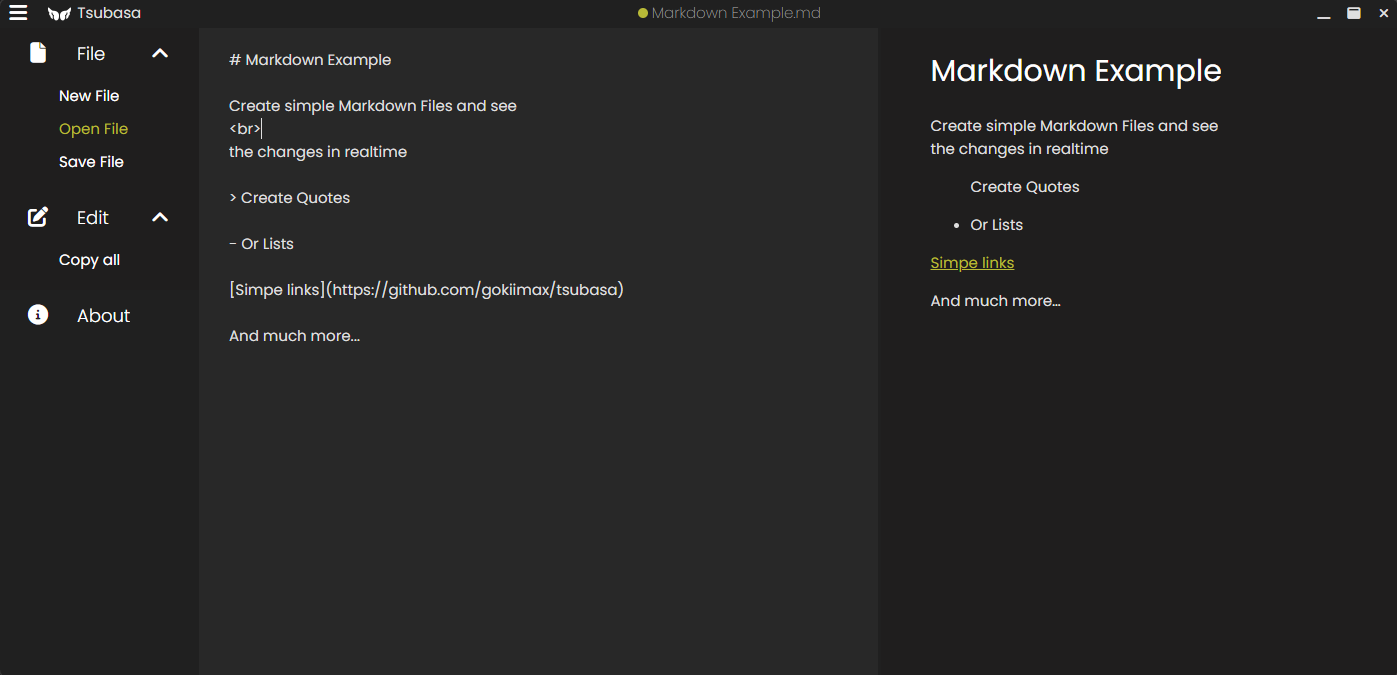 Tsubasa
Markdown Example.md
File
New File
Open File
Save File
Edit
Copy all
About
# Markdown Example
Create simple Markdown Files and see
<br>
the changes in realtime
> Create Quotes
- Or Lists
[Simpe links](https://github.com/gokiimax/tsubasa)
And much more...
Markdown Example
Create simple Markdown Files and see
the changes in realtime
Create Quotes
• Or Lists
Simpe links
And much more...